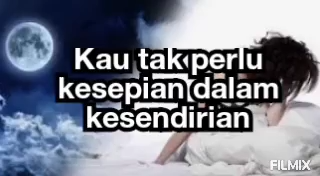 Kau tak perlu
kesepian dalam
kesendirian
FILMIX